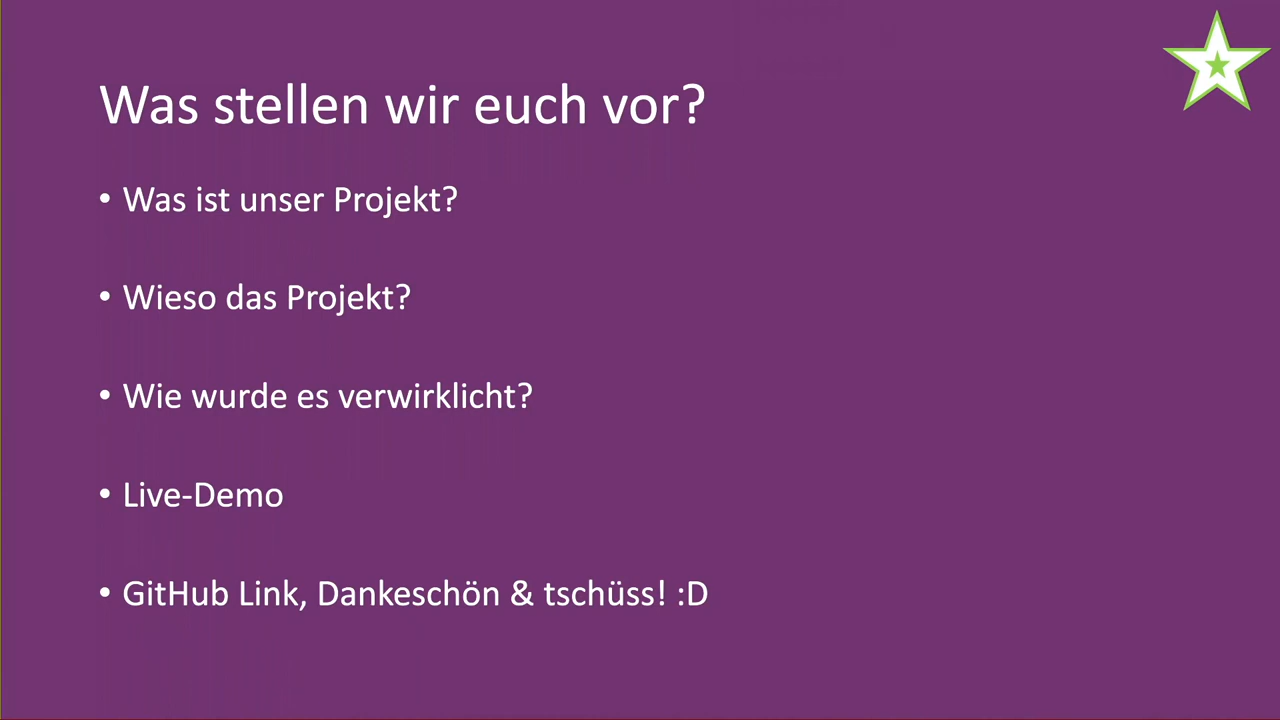 Was stellen wir euch vor?
• Was ist unser Projekt?
• Wieso das Projekt?
• Wie wurde es verwirklicht?
• Live-Demo
• GitHub Link, Dankeschön & tschüss! :D